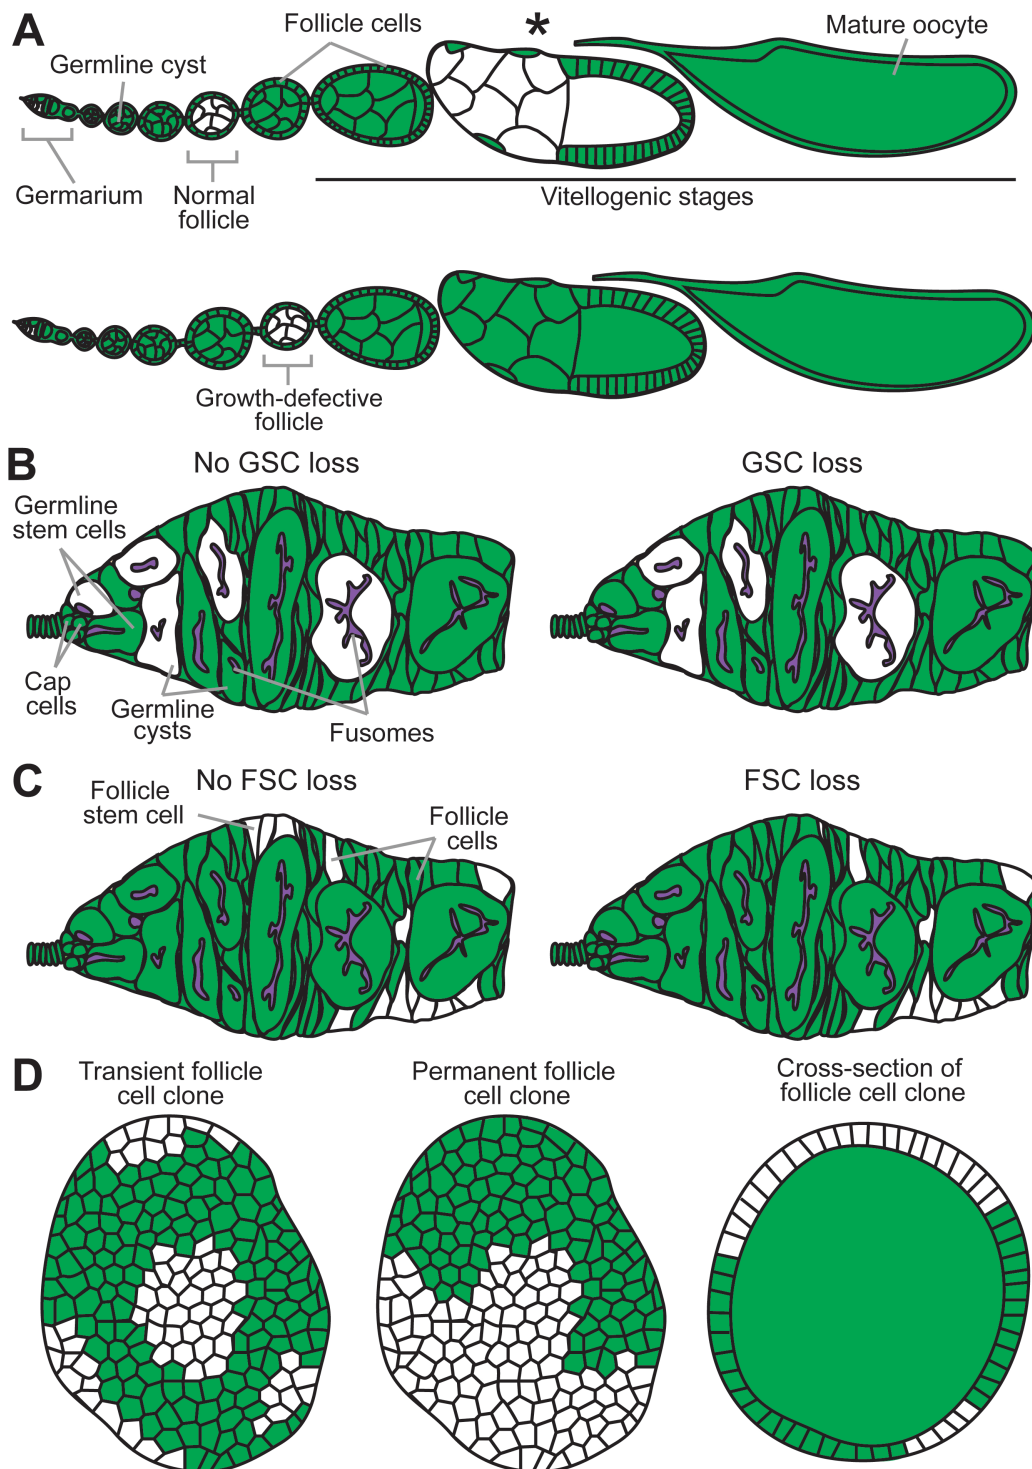 A
*
Follicle cells
Mature oocyte
Germline cyst
Germarium
Normal
follicle
Vitellogenic stages
Growth-defective
follicle
B
No GSC loss
GSC loss
Germline
stem cells
Cap
cells
Germline
cysts
Fusomes
C
No FSC loss
FSC loss
Follicle
stem cell
Follicle
cells
D
Transient follicle
cell clone
Permanent follicle
cell clone
Cross-section of
follicle cell clone